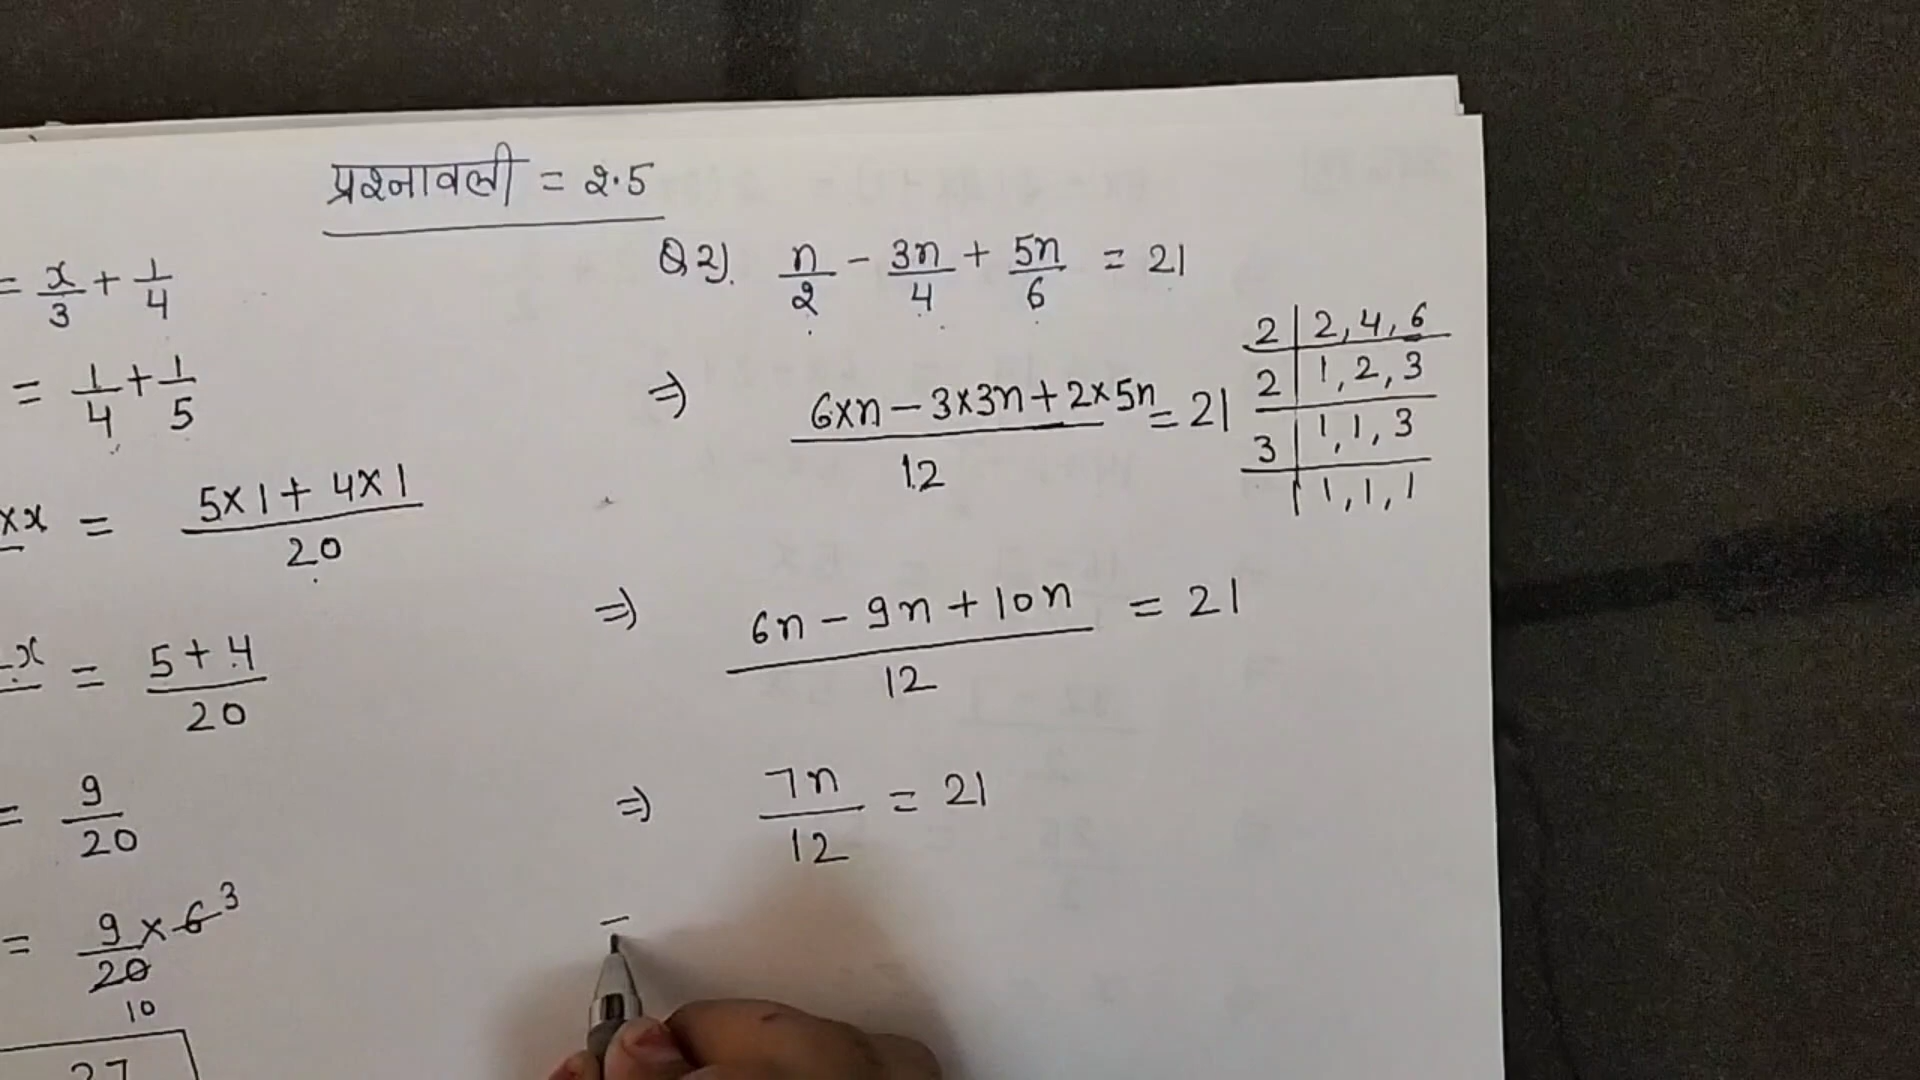 प्रश्नावली = 2.5
= x/3 + 1/4
= 1/4 + 1/5
×x = (5×1 + 4×1)/20
-x = (5+4)/20
= 9/20
= 9/20 × 6 3
10
27
Q2). n/2 - 3n/4 + 5n/6 = 21
⇒ (6×n - 3×3n + 2×5n)/12 = 21
2 | 2, 4, 6
2 | 1, 2, 3
3 | 1, 1, 3
| 1, 1, 1
⇒ (6n - 9n + 10n)/12 = 21
⇒ 7n/12 = 21